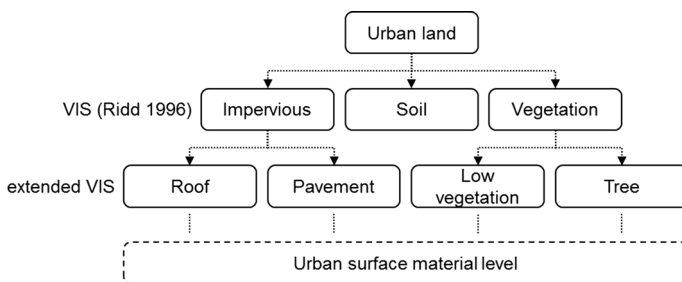 Urban land
VIS (Ridd 1996)
Impervious
Soil
Vegetation
extended VIS
Roof
Pavement
Low
vegetation
Tree
Urban surface material level